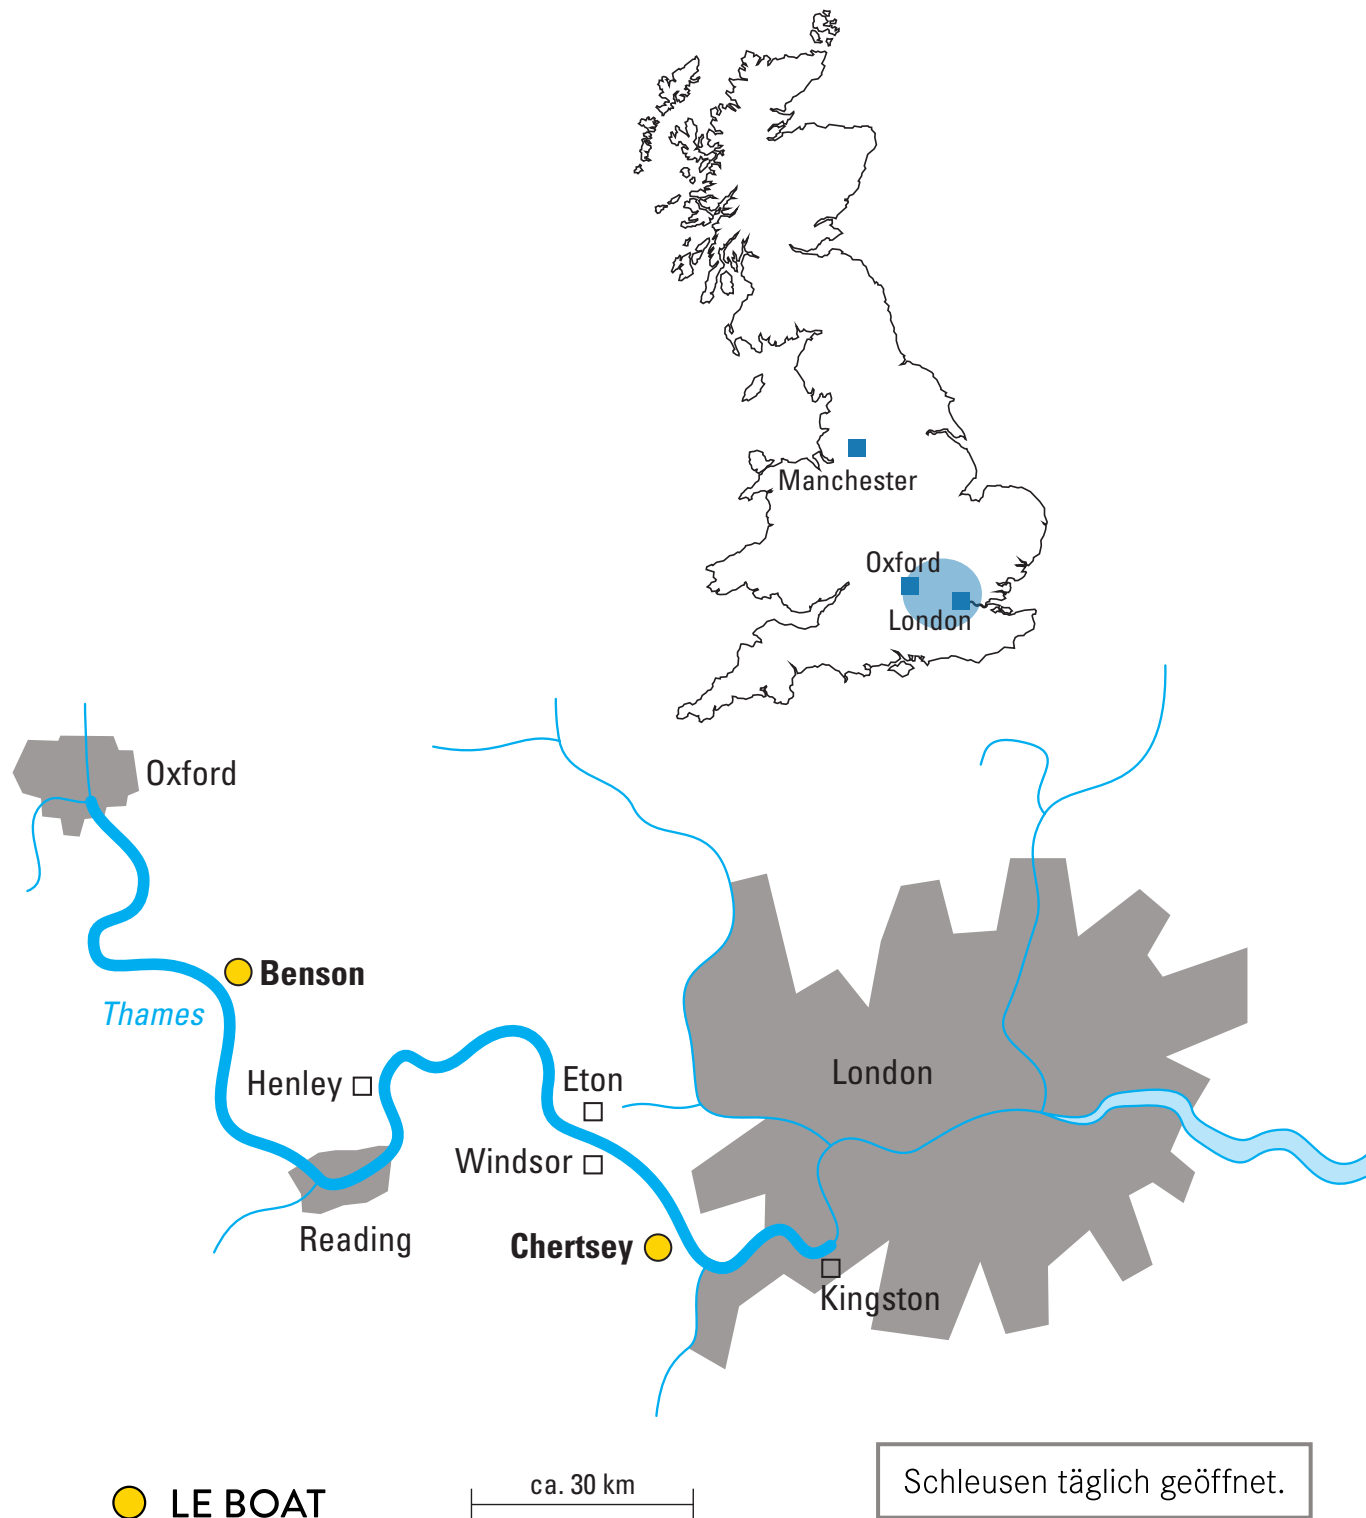 Manchester
Oxford
London
Oxford
Benson
Thames
Henley
Eton
London
Windsor
Reading
Chertsey
Kingston
LE BOAT
ca. 30 km
Schleusen täglich geöffnet.